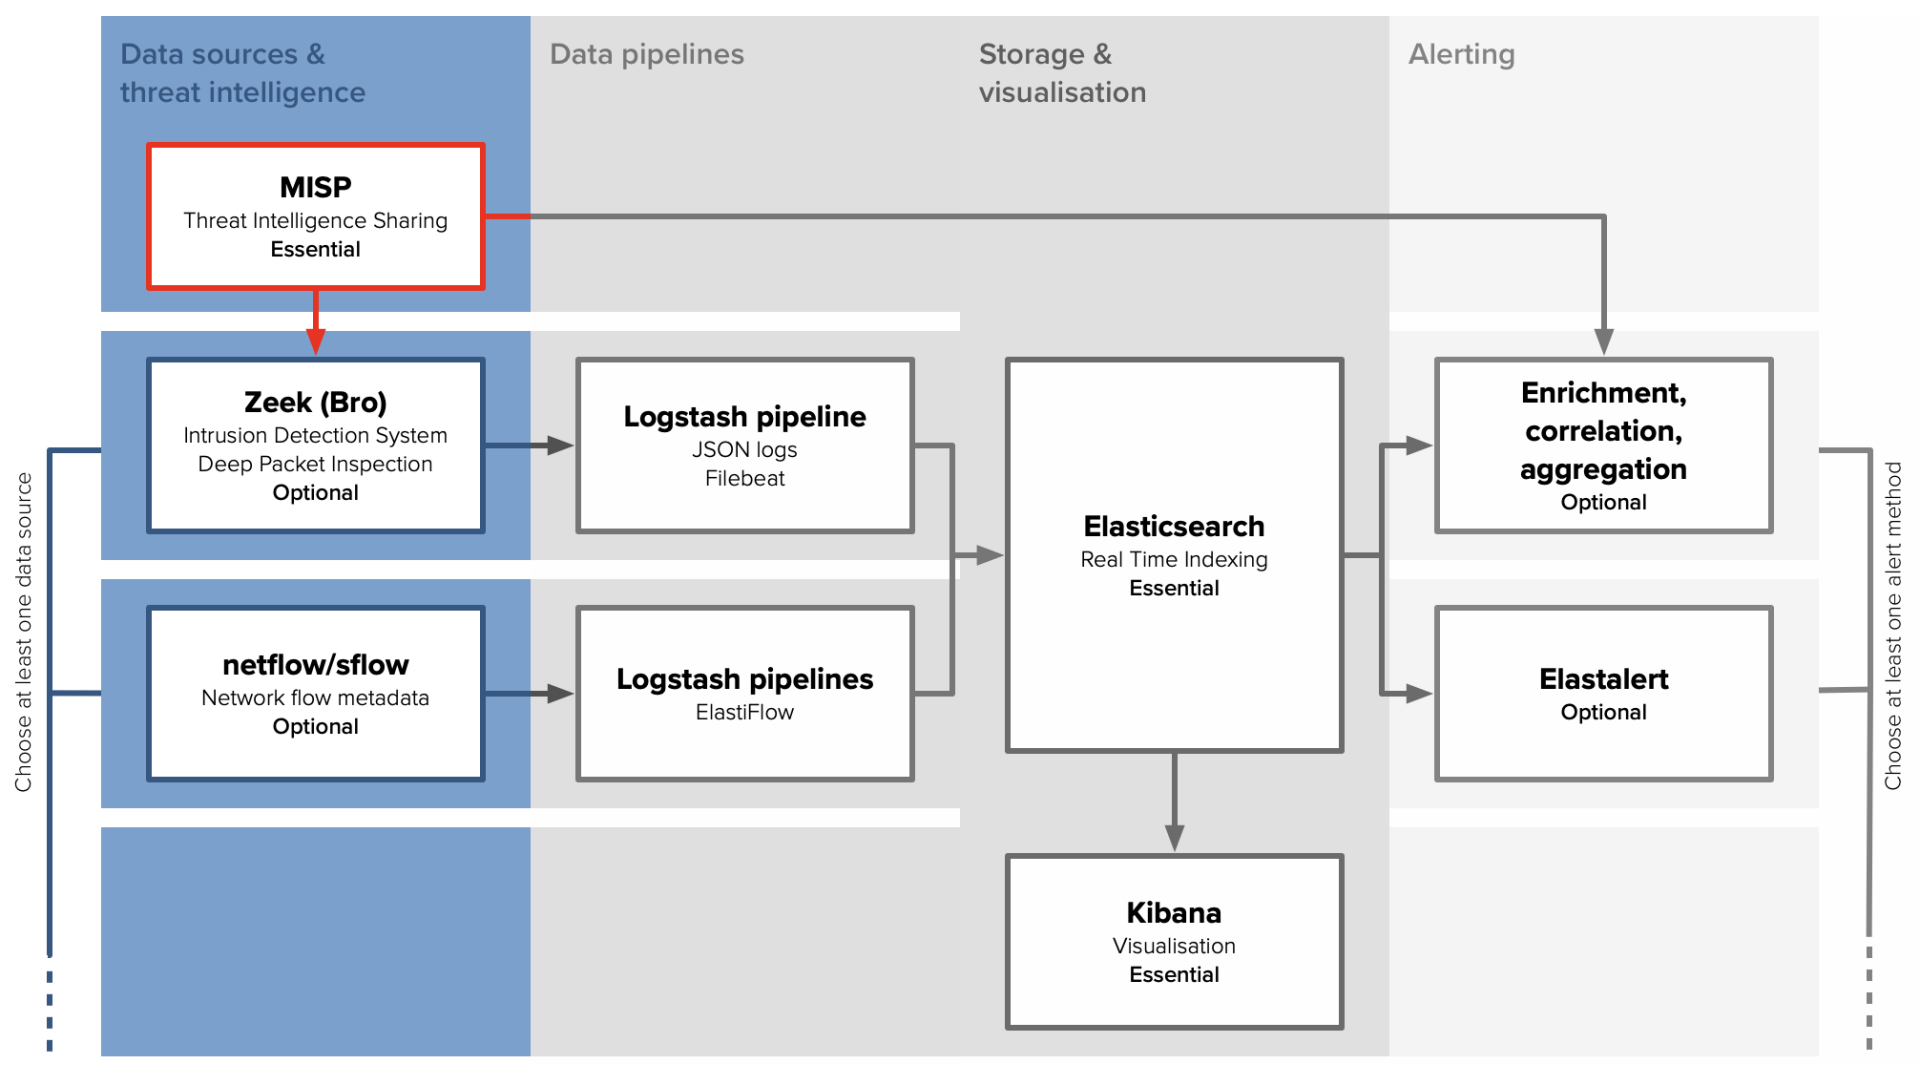 Data sources &
threat intelligence
Data pipelines
Storage &
visualisation
Alerting
MISP
Threat Intelligence Sharing
Essential
Zeek (Bro)
Intrusion Detection System
Deep Packet Inspection
Optional
Logstash pipeline
JSON logs
Filebeat
Elasticsearch
Real Time Indexing
Essential
Enrichment,
correlation,
aggregation
Optional
netflow/sflow
Network flow metadata
Optional
Logstash pipelines
ElastiFlow
Elastalert
Optional
Kibana
Visualisation
Essential
Choose at least one data source
Choose at least one alert method